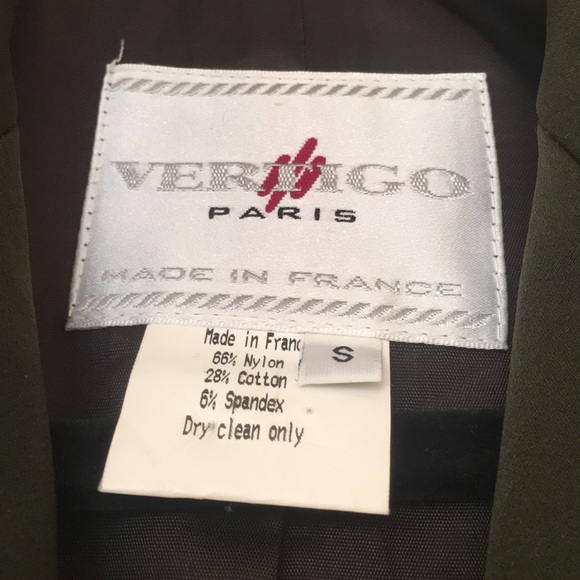 VERTIGO
PARIS
MADE IN FRANCE
Made in Franc
S
66% Nylon
28% Cotton
6% Spandex
Dry clean only